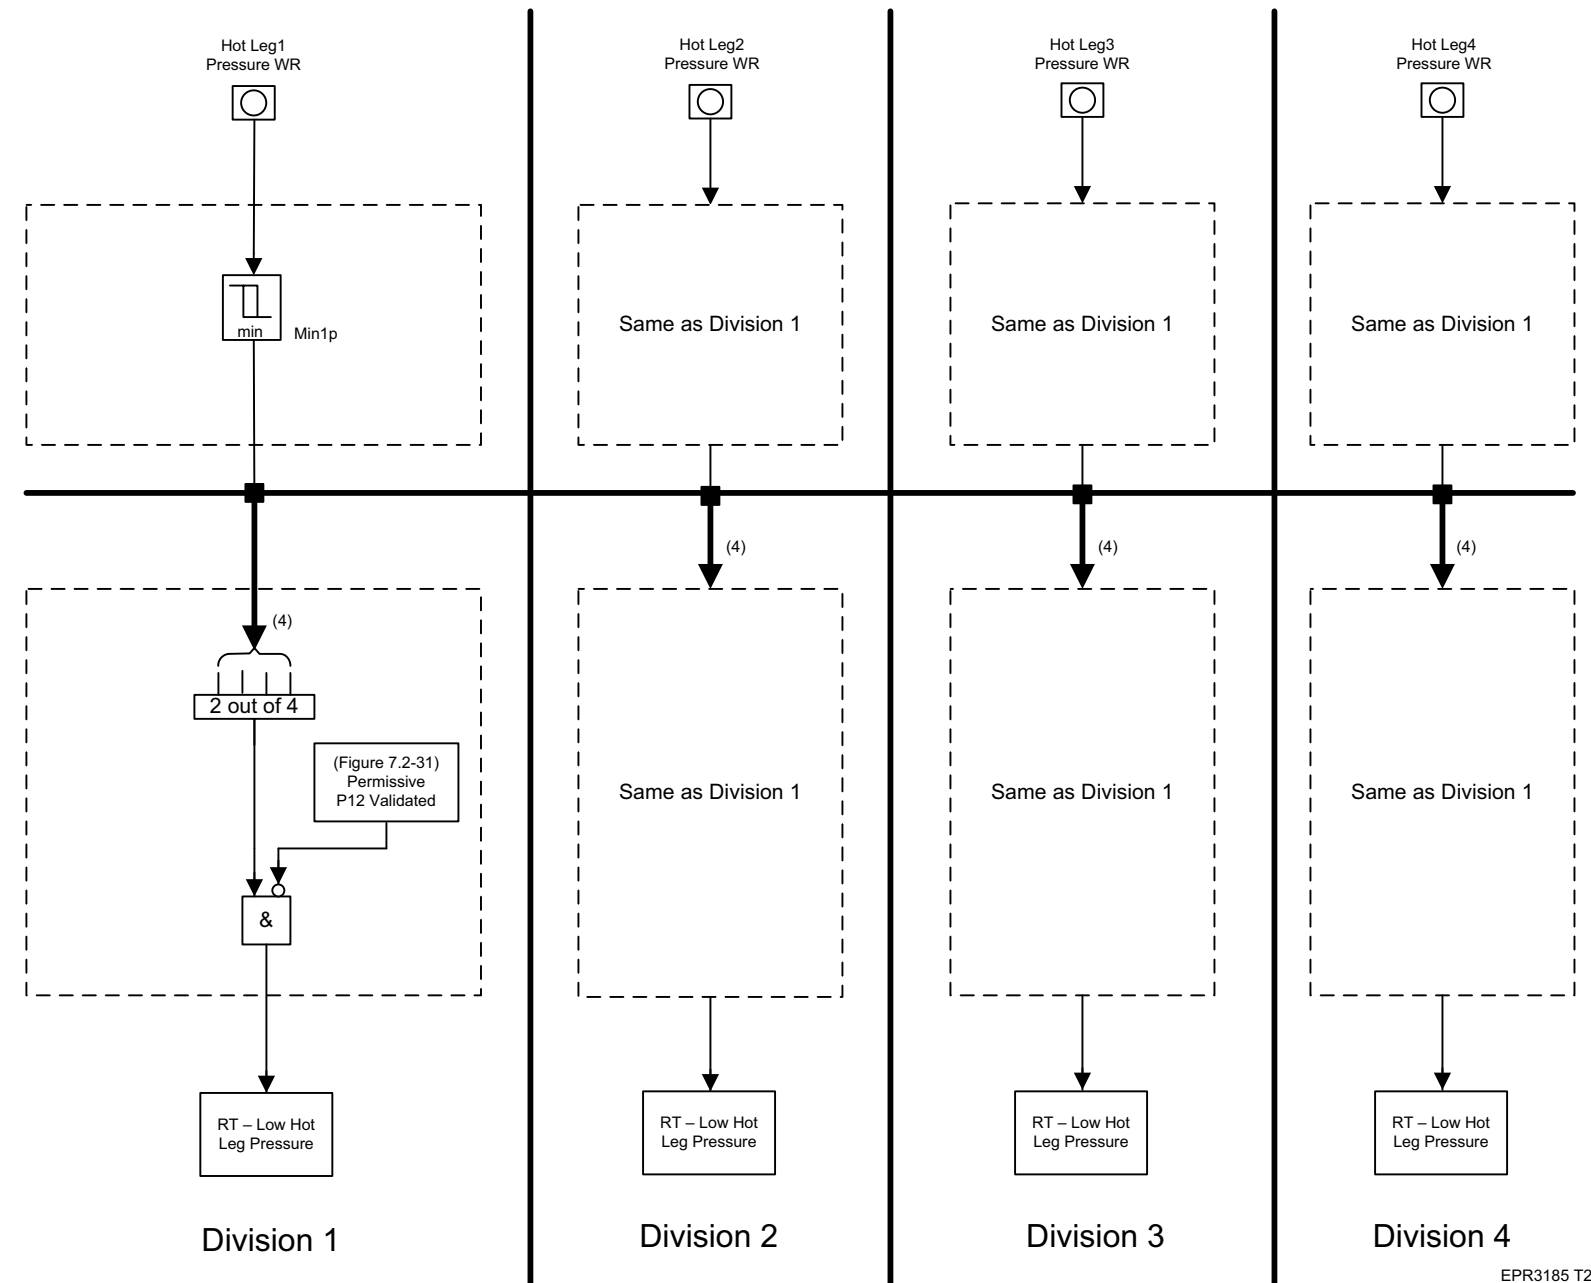 Hot Leg1
Pressure WR
Hot Leg2
Pressure WR
Hot Leg3
Pressure WR
Hot Leg4
Pressure WR
min
Min1p
Same as Division 1
Same as Division 1
Same as Division 1
(4)
(4)
(4)
(4)
2 out of 4
(Figure 7.2-31)
Permissive
P12 Validated
&
Same as Division 1
Same as Division 1
Same as Division 1
RT – Low Hot
Leg Pressure
RT – Low Hot
Leg Pressure
RT – Low Hot
Leg Pressure
RT – Low Hot
Leg Pressure
Division 1
Division 2
Division 3
Division 4
EPR3185 T2